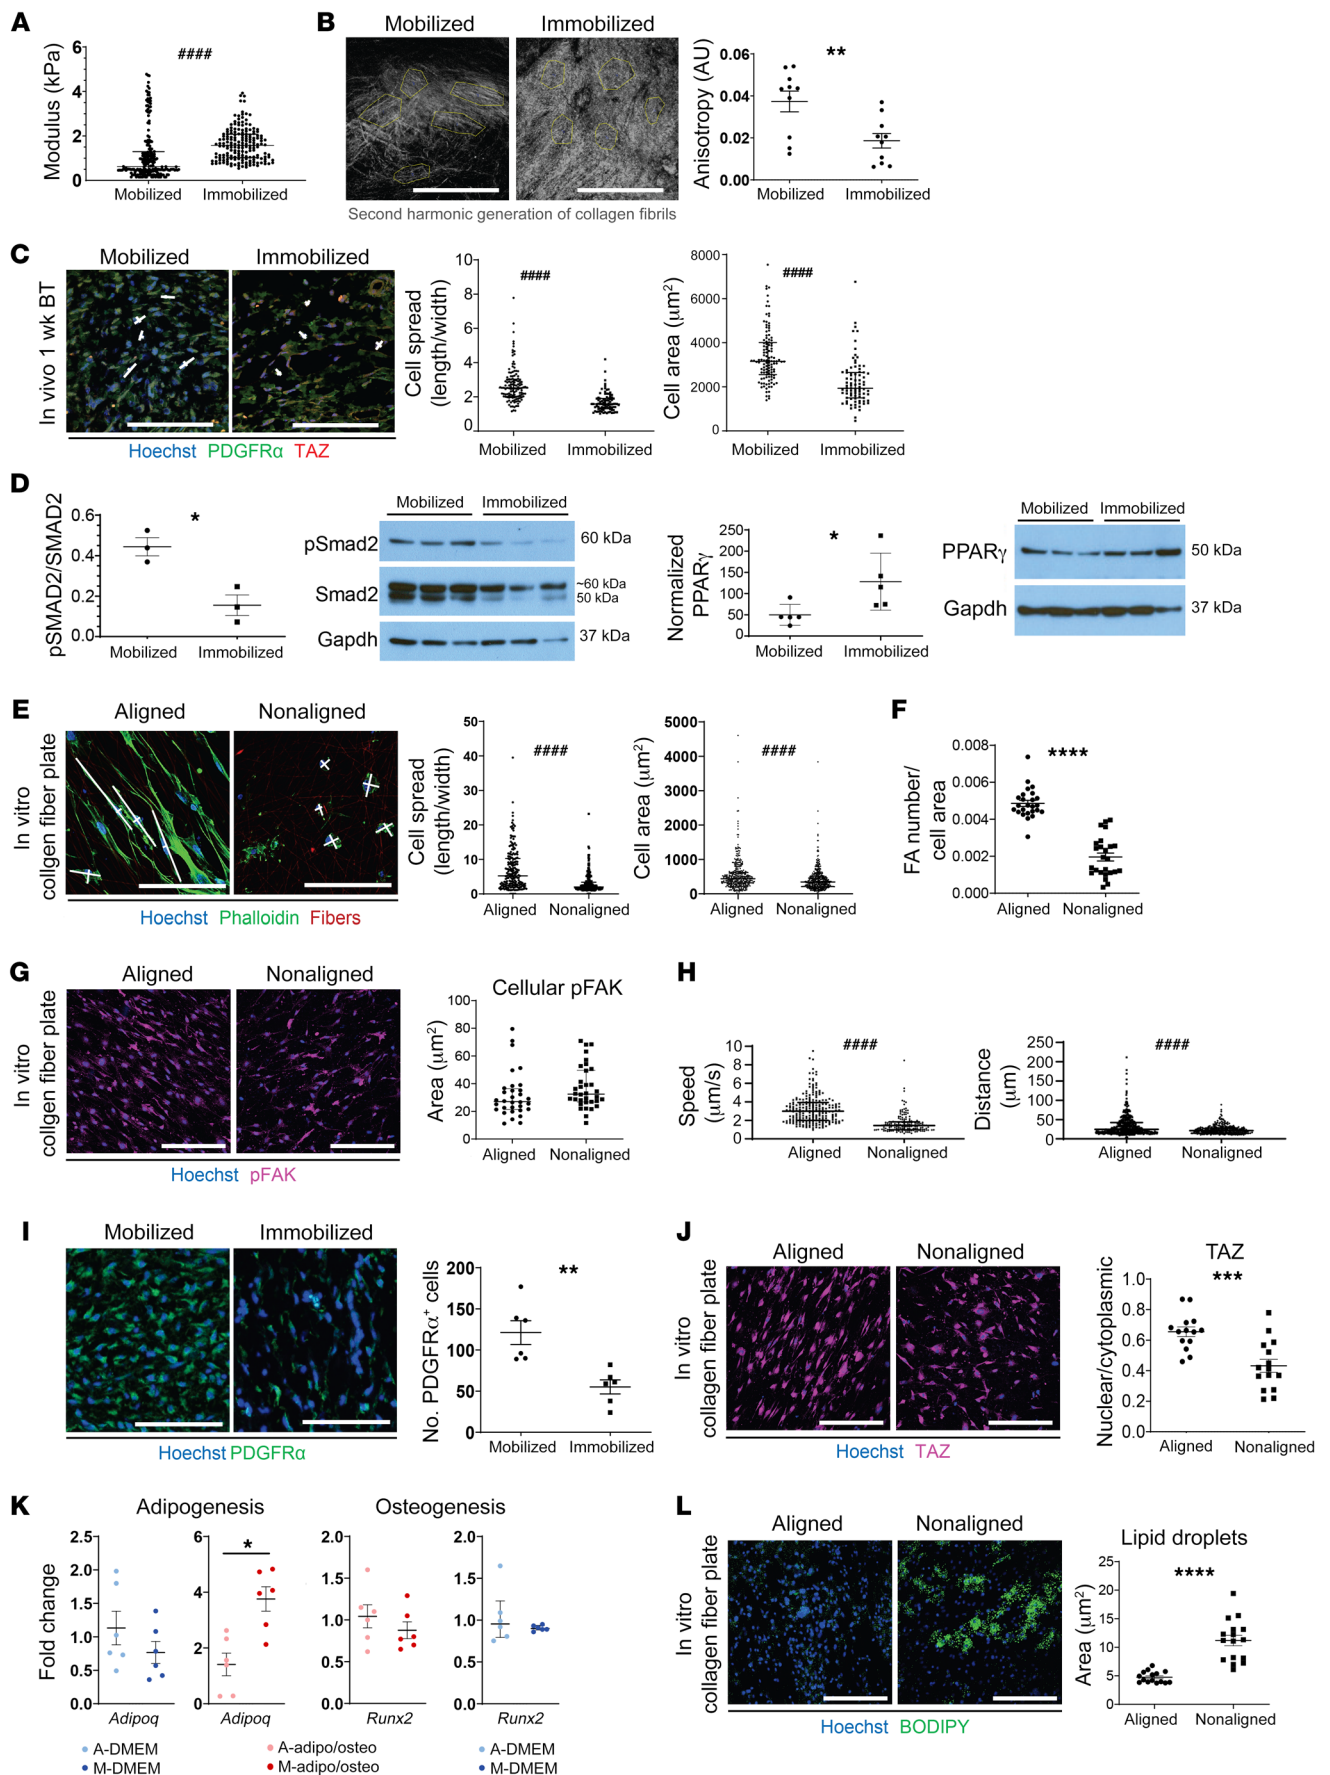 A
Modulus (kPa)
6
4
2
0
####
Mobilized Immobilized
B
Mobilized Immobilized
Second harmonic generation of collagen fibrils
Anisotropy (AU)
0.06
0.04
0.02
0.00
**
Mobilized Immobilized
C
In vivo 1 wk BT
Mobilized Immobilized
Hoechst PDGFRα TAZ
Cell spread
(length/width)
10
8
6
4
2
0
####
Mobilized Immobilized
Cell area (μm²)
8000
6000
4000
2000
0
####
Mobilized Immobilized
D
pSMAD2/SMAD2
0.6
0.4
0.2
0.0
*
Mobilized Immobilized
Mobilized Immobilized
pSmad2 60 kDa
Smad2 ~60 kDa
50 kDa
Gapdh 37 kDa
Normalized
PPARγ
250
200
150
100
50
0
*
Mobilized Immobilized
Mobilized Immobilized
PPARγ 50 kDa
Gapdh 37 kDa
E
In vitro
collgen fiber plate
Aligned Nonaligned
Hoechst Phalloidin Fibers
Cell spread
(length/width)
50
40
30
20
10
0
####
Aligned Nonaligned
Cell area (μm²)
5000
4000
3000
2000
1000
0
####
Aligned Nonaligned
F
FA number/
cell area
0.008
0.006
0.004
0.002
0.000
****
Aligned Nonaligned
G
In vitro
collgen fiber plate
Aligned Nonaligned
Hoechst pFAK
Cellular pFAK
Area (μm²)
100
80
60
40
20
0
Aligned Nonaligned
H
Speed
(μm/s)
10
8
6
4
2
0
####
Aligned Nonaligned
Distance
(μm)
250
200
150
100
50
0
####
Aligned Nonaligned
I
Mobilized Immobilized
Hoechst PDGFRα
No. PDGFRα⁺ cells
200
150
100
50
0
**
Mobilized Immobilized
J
In vitro
collagen fiber plate
Aligned Nonaligned
Hoechst TAZ
TAZ
Nuclear/cytoplasmic
1.0
0.8
0.6
0.4
0.2
0.0
***
Aligned Nonaligned
K
Adipogenesis Osteogenesis
Fold change
2.5
2.0
1.5
1.0
0.5
0.0
Adipoq
6
4
2
0
*
Adipoq
2.0
1.5
1.0
0.5
0.0
Runx2
2.0
1.5
1.0
0.5
0.0
Runx2
A-DMEM A-adipo/osteo A-DMEM
M-DMEM M-adipo/osteo M-DMEM
L
In vitro
collagen fiber plate
Aligned Nonaligned
Hoechst BODIPY
Lipid droplets
Area (μm²)
25
20
15
10
5
0
****
Aligned Nonaligned